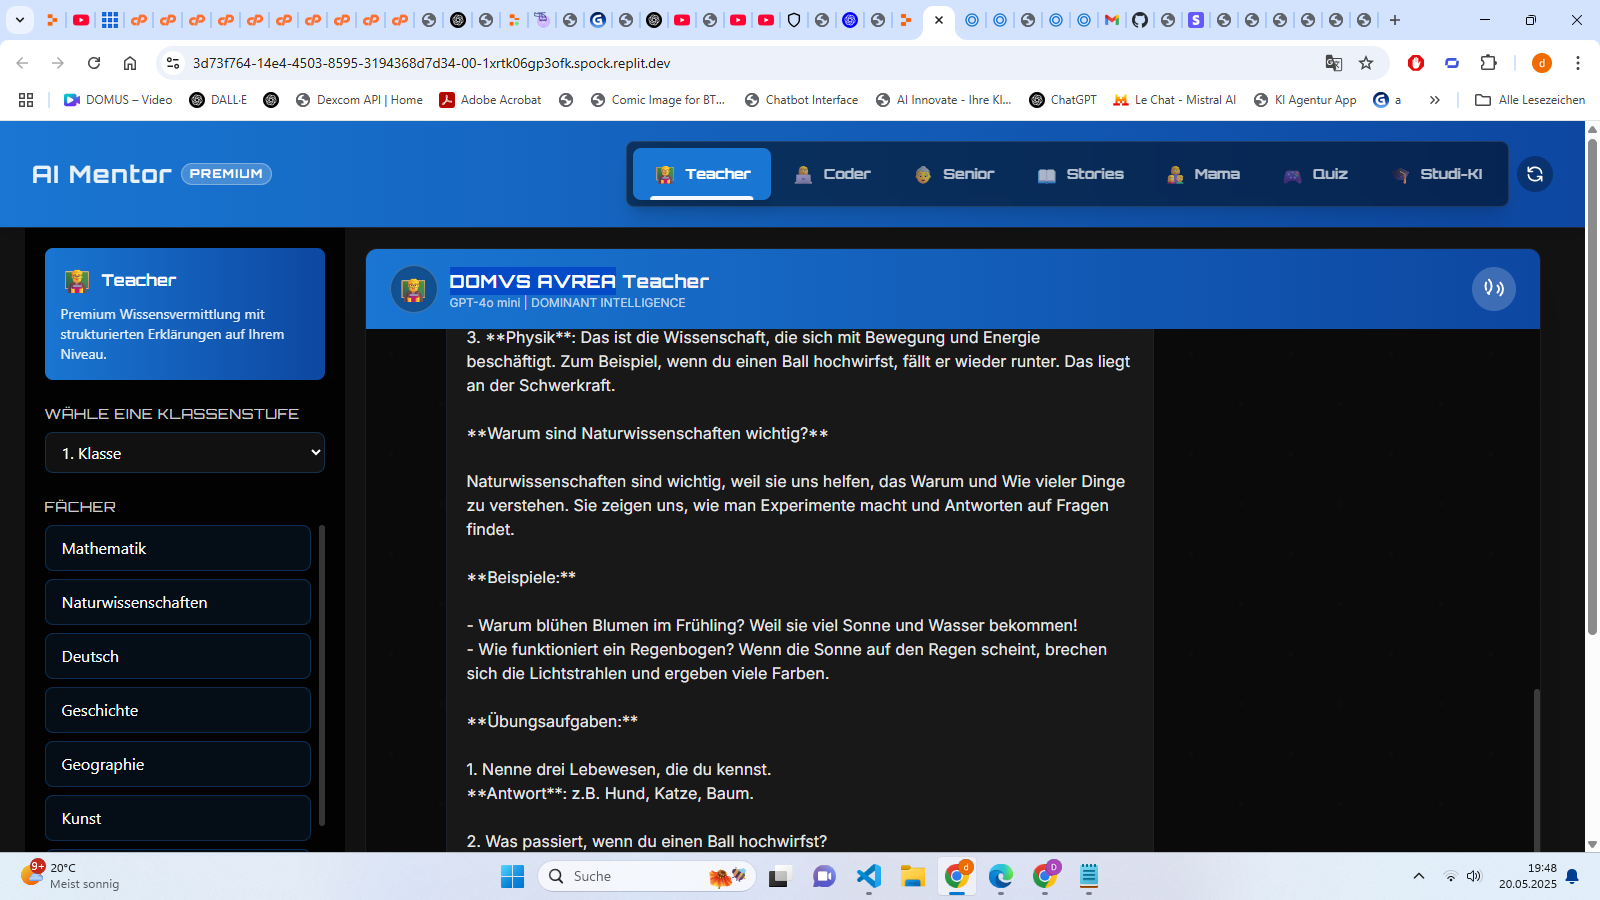 3d73f764-14e4-4503-8595-3194368d7d34-00-1xrtk06gp3ofk.spock.replit.dev
d
DOMUS – Video
DALL·E
Dexcom API | Home
Adobe Acrobat
Comic Image for BT...
Chatbot Interface
AI Innovate - Ihre KI...
ChatGPT
Le Chat - Mistral AI
KI Agentur App
a
Alle Lesezeichen
AI Mentor PREMIUM
Teacher
Coder
Senior
Stories
Mama
Quiz
Studi-KI
Teacher
Premium Wissensvermittlung mit
strukturierten Erklärungen auf Ihrem
Niveau.
WÄHLE EINE KLASSENSTUFE
1. Klasse
FÄCHER
Mathematik
Naturwissenschaften
Deutsch
Geschichte
Geographie
Kunst
DOMVS AVREA Teacher
GPT-4o mini | DOMINANT INTELLIGENCE
3. **Physik**: Das ist die Wissenschaft, die sich mit Bewegung und Energie
beschäftigt. Zum Beispiel, wenn du einen Ball hochwirfst, fällt er wieder runter. Das liegt
an der Schwerkraft.
**Warum sind Naturwissenschaften wichtig?**
Naturwissenschaften sind wichtig, weil sie uns helfen, das Warum und Wie vieler Dinge
zu verstehen. Sie zeigen uns, wie man Experimente macht und Antworten auf Fragen
findet.
**Beispiele:**
- Warum blühen Blumen im Frühling? Weil sie viel Sonne und Wasser bekommen!
- Wie funktioniert ein Regenbogen? Wenn die Sonne auf den Regen scheint, brechen
sich die Lichtstrahlen und ergeben viele Farben.
**Übungsaufgaben:**
1. Nenne drei Lebewesen, die du kennst.
**Antwort**: z.B. Hund, Katze, Baum.
2. Was passiert, wenn du einen Ball hochwirfst?
9+
20°C
Meist sonnig
Suche
d
D
19:48
20.05.2025